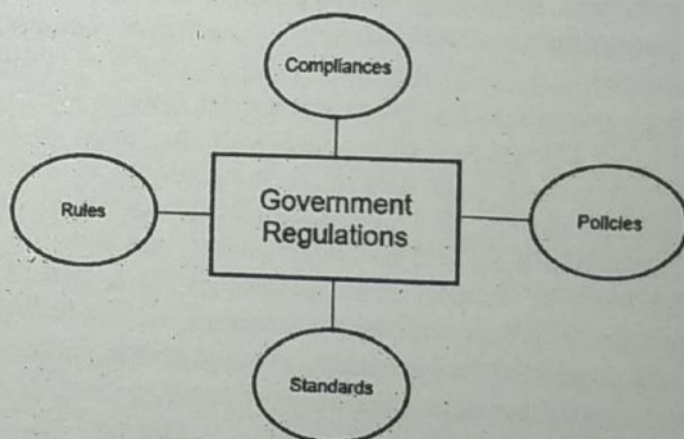 Compliances
Rules
Government
Regulations
Policies
Standards